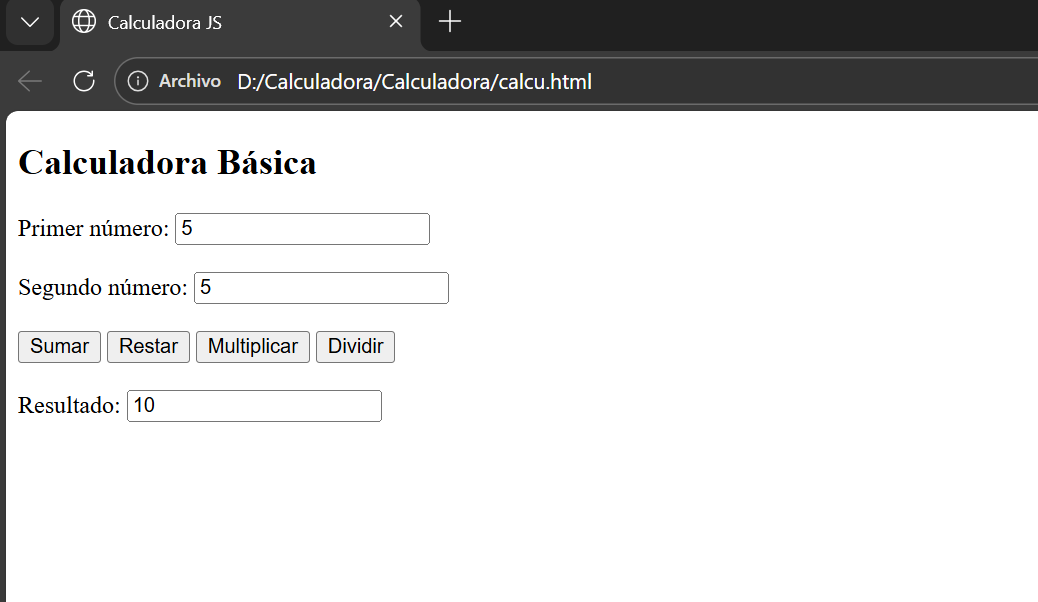 Calculadora JS
Archivo D:/Calculadora/Calculadora/calcu.html
Calculadora Básica
Primer número: 5
Segundo número: 5
Sumar Restar Multiplicar Dividir
Resultado: 10